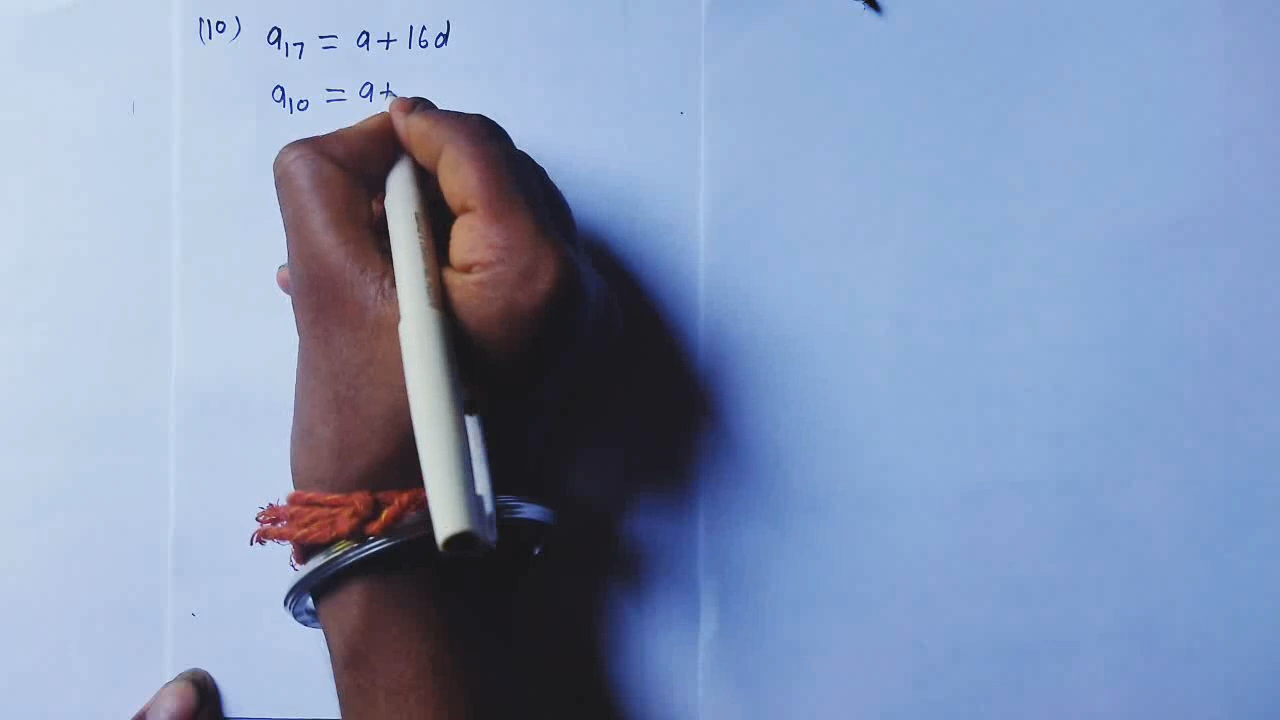 (10) a₁₇ = a + 16d
a₁₀ = a +